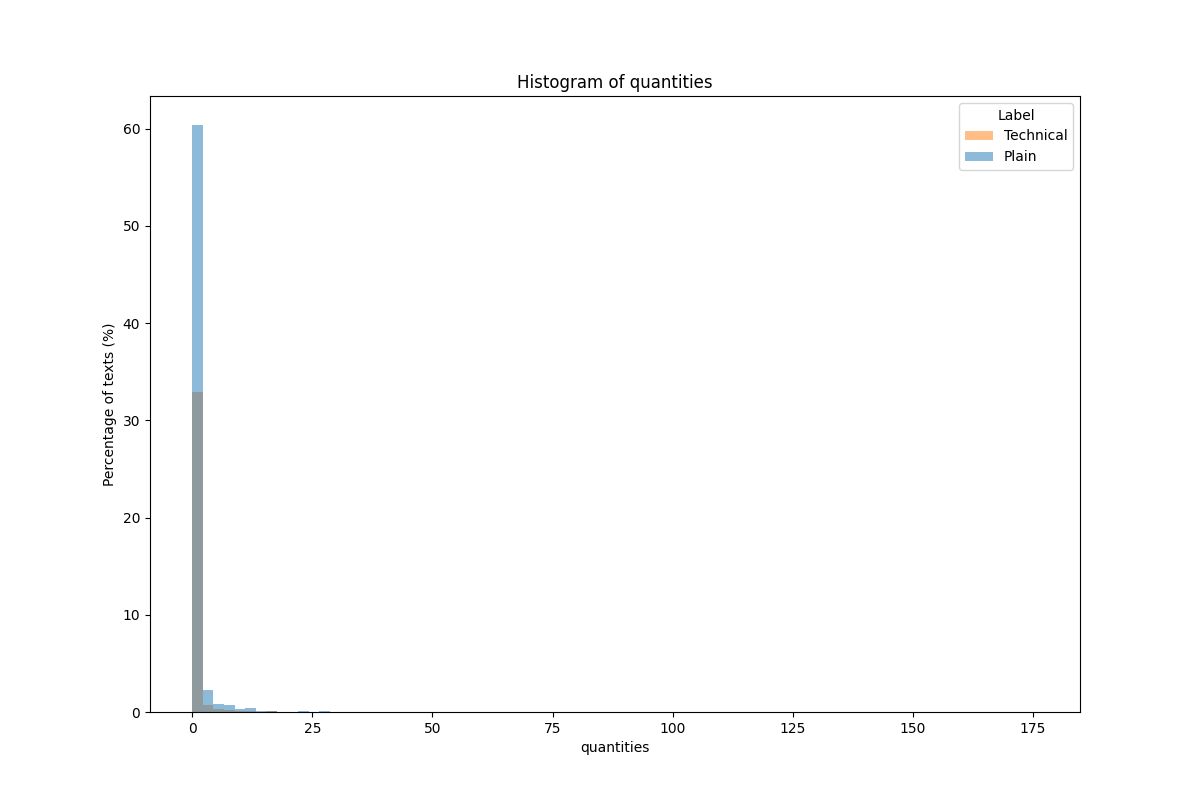 Histogram of quantities
Label
Technical
Plain
60
50
40
30
20
10
0
Percentage of texts (%)
0 25 50 75 100 125 150 175
quantities